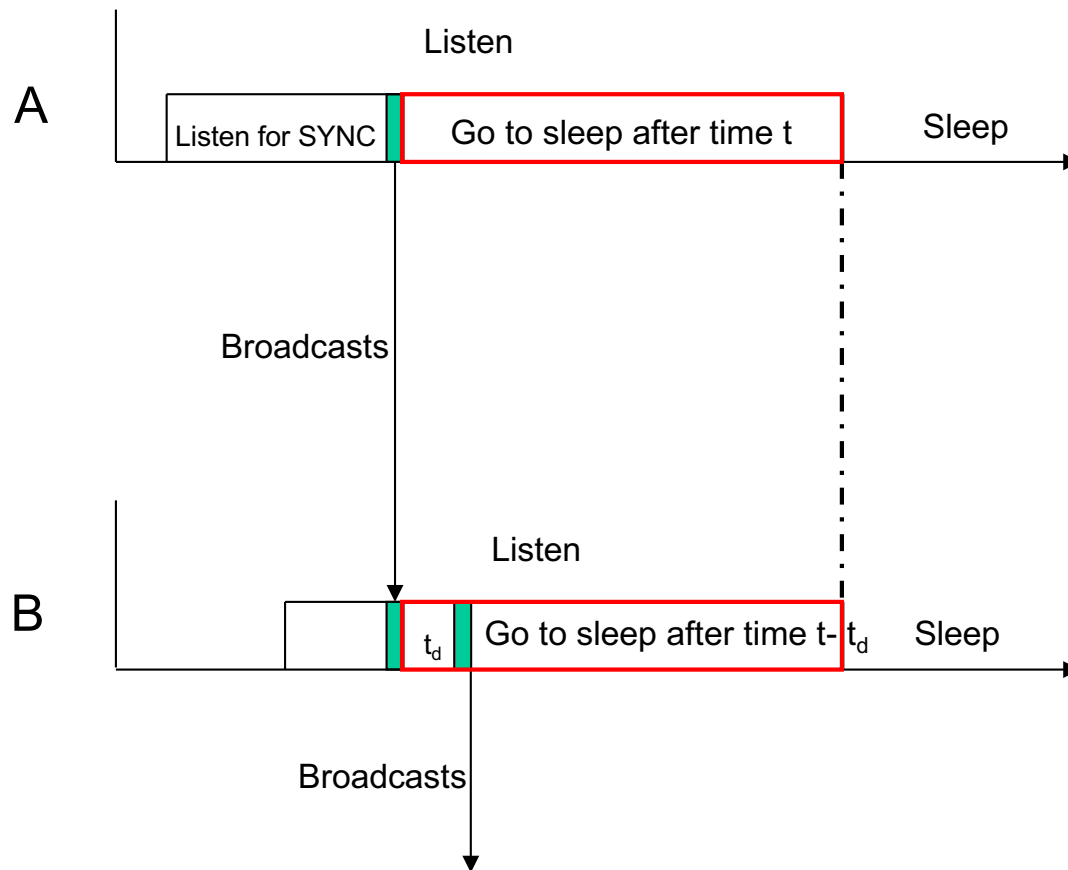 Listen
A
Listen for SYNC
Go to sleep after time t
Sleep
Broadcasts
Listen
B
t_d
Go to sleep after time t- t_d
Sleep
Broadcasts